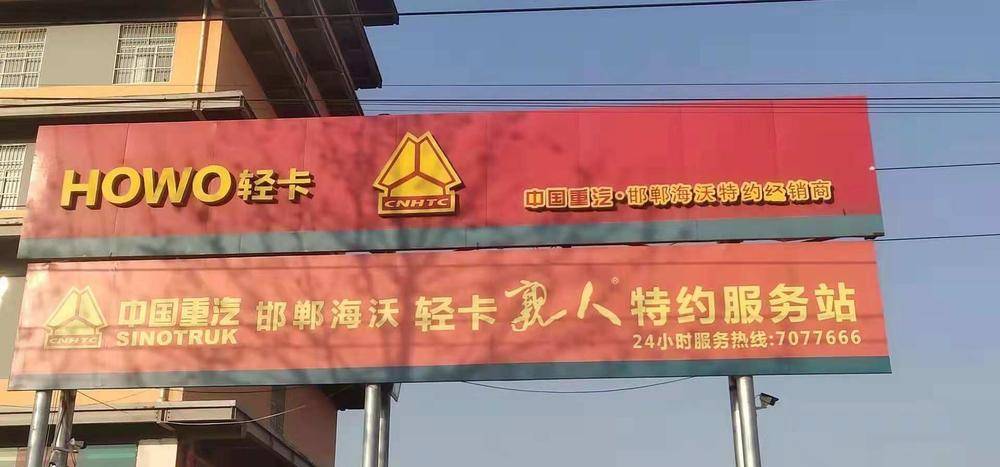 HOWO轻卡
CNHTC
中国重汽·邯郸海沃特约经销商
CNHTC
中国重汽
SINOTRUK
邯郸海沃 轻卡亲人®特约服务站
24小时服务热线:7077666